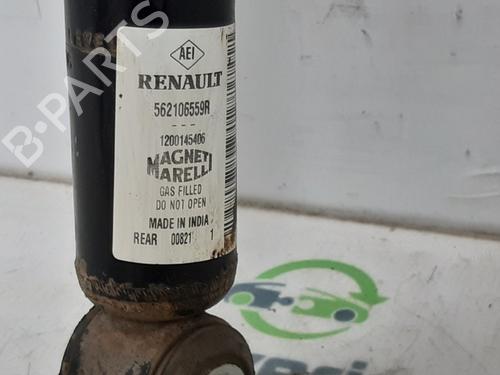 AEI
RENAULT
562106559R
---
1200145406
MAGNETI
MARELLI
GAS FILLED
DO NOT OPEN
MADE IN INDIA
REAR 00821 1
B-PARTS